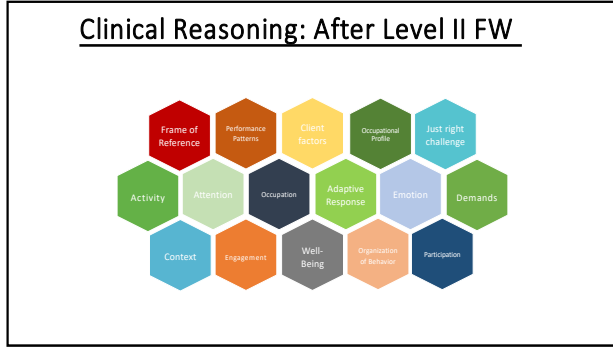 Clinical Reasoning: After Level II FW
Frame of
Reference
Performance
Patterns
Client
factors
Occupational
Profile
Just right
challenge
Activity
Attention
Occupation
Adaptive
Response
Emotion
Demands
Context
Engagement
Well-
Being
Organisation
of Behavior
Participation